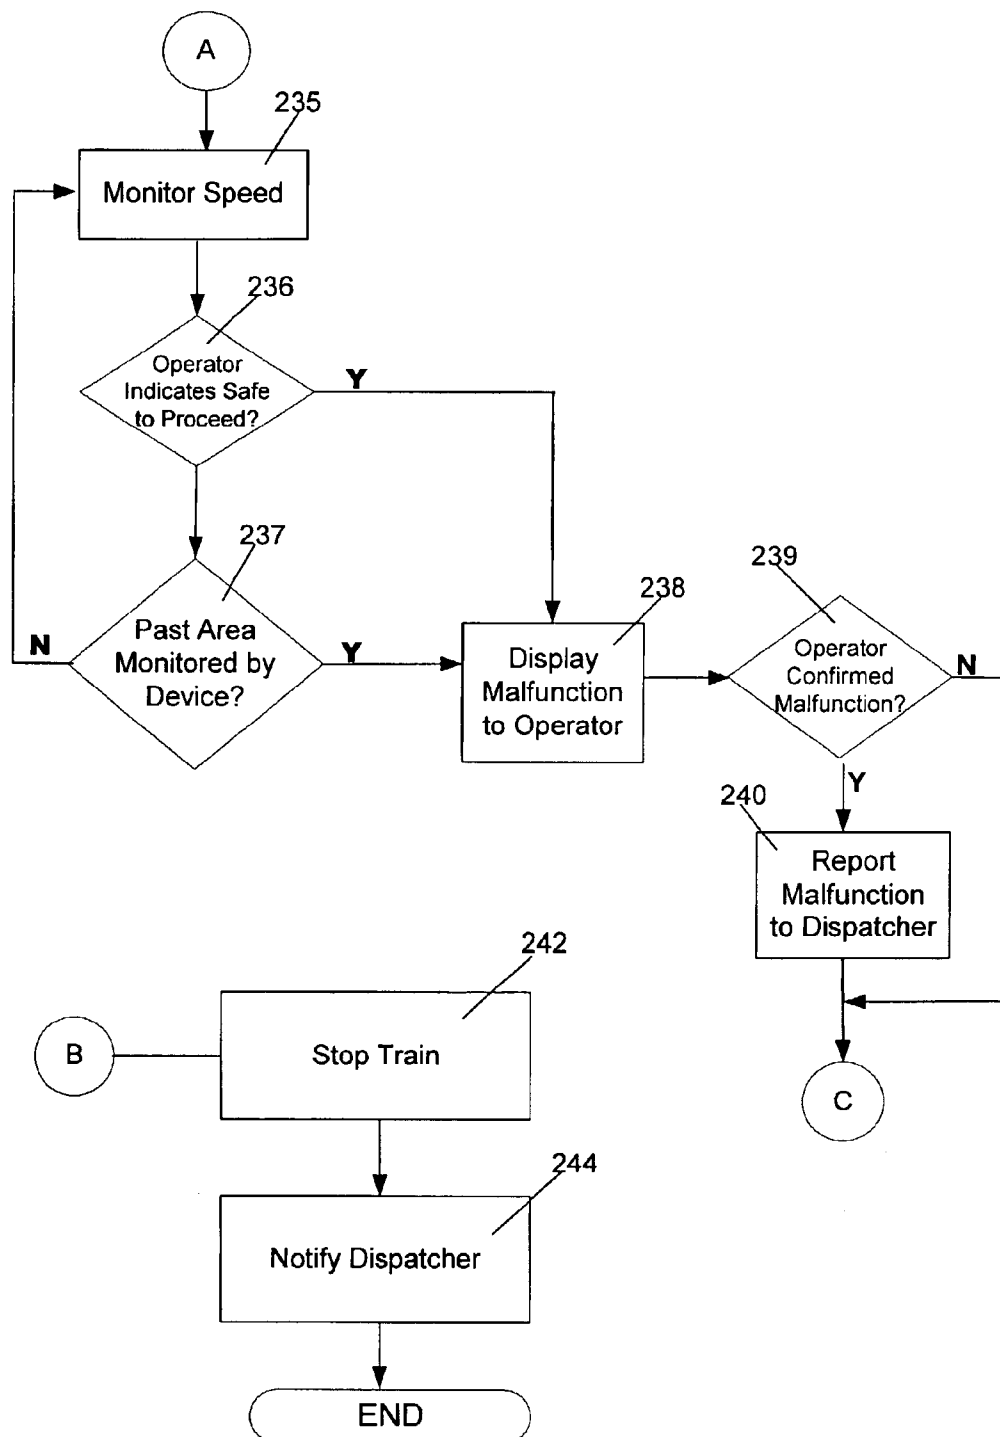 A
235
Monitor Speed
236
Operator
Indicates Safe
to Proceed?
Y
237
Past Area
Monitored by
Device?
N
Y
238
Display
Malfunction
to Operator
239
Operator
Confirmed
Malfunction?
N
Y
240
Report
Malfunction
to Dispatcher
C
B
242
Stop Train
244
Notify Dispatcher
END